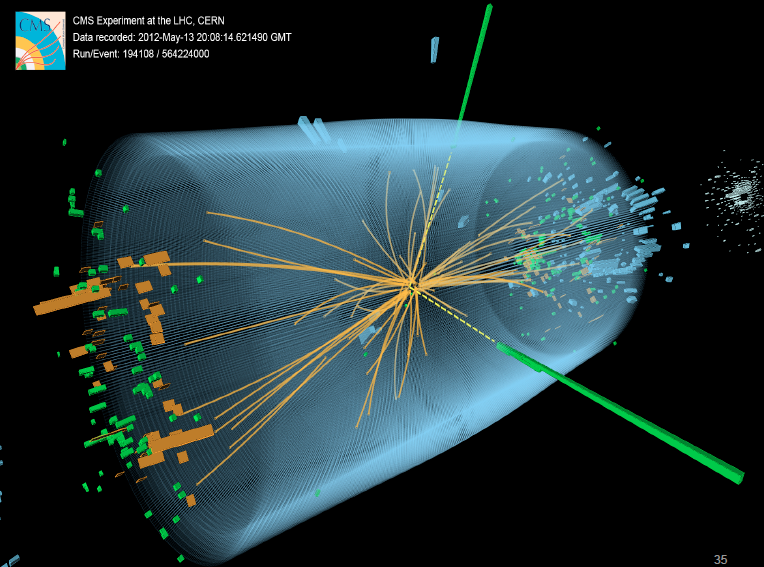 CMS
CMS Experiment at the LHC, CERN
Data recorded: 2012-May-13 20:08:14.621490 GMT
Run/Event: 194108 / 564224000
35